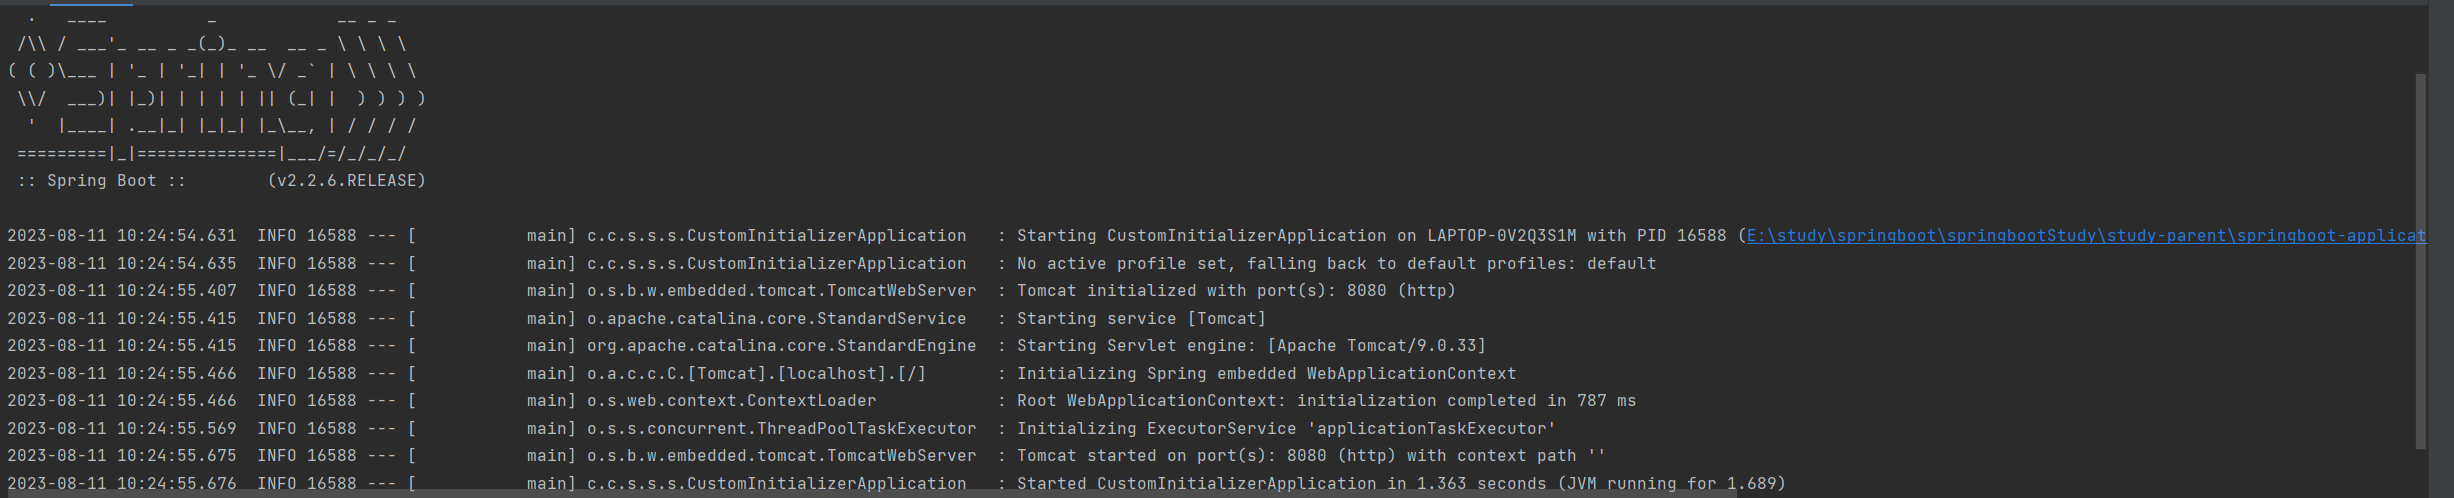 .   ____          _            __ _ _
 /\\ / ___'_ __ _ _(_)_ __  __ _ \ \ \ \
( ( )\___ | '_ | '_| | '_ \/ _` | \ \ \ \
 \\/  ___)| |_)| | | | | || (_| |  ) ) ) )
  '  |____| .__|_| |_|_| |_\__, | / / / /
 =========|_|==============|___/=/_/_/_/
 :: Spring Boot ::        (v2.2.6.RELEASE)
2023-08-11 10:24:54.631  INFO 16588 --- [           main] c.c.s.s.s.CustomInitializerApplication   : Starting CustomInitializerApplication on LAPTOP-0V2Q3S1M with PID 16588 (E:\study\springboot\springbootStudy\study-parent\springboot-applicat
2023-08-11 10:24:54.635  INFO 16588 --- [           main] c.c.s.s.s.CustomInitializerApplication   : No active profile set, falling back to default profiles: default
2023-08-11 10:24:55.407  INFO 16588 --- [           main] o.s.b.w.embedded.tomcat.TomcatWebServer  : Tomcat initialized with port(s): 8080 (http)
2023-08-11 10:24:55.415  INFO 16588 --- [           main] o.apache.catalina.core.StandardService   : Starting service [Tomcat]
2023-08-11 10:24:55.415  INFO 16588 --- [           main] org.apache.catalina.core.StandardEngine  : Starting Servlet engine: [Apache Tomcat/9.0.33]
2023-08-11 10:24:55.466  INFO 16588 --- [           main] o.a.c.c.C.[Tomcat].[localhost].[/]       : Initializing Spring embedded WebApplicationContext
2023-08-11 10:24:55.466  INFO 16588 --- [           main] o.s.web.context.ContextLoader            : Root WebApplicationContext: initialization completed in 787 ms
2023-08-11 10:24:55.569  INFO 16588 --- [           main] o.s.s.concurrent.ThreadPoolTaskExecutor  : Initializing ExecutorService 'applicationTaskExecutor'
2023-08-11 10:24:55.675  INFO 16588 --- [           main] o.s.b.w.embedded.tomcat.TomcatWebServer  : Tomcat started on port(s): 8080 (http) with context path ''
2023-08-11 10:24:55.676  INFO 16588 --- [           main] c.c.s.s.s.CustomInitializerApplication   : Started CustomInitializerApplication in 1.363 seconds (JVM running for 1.689)